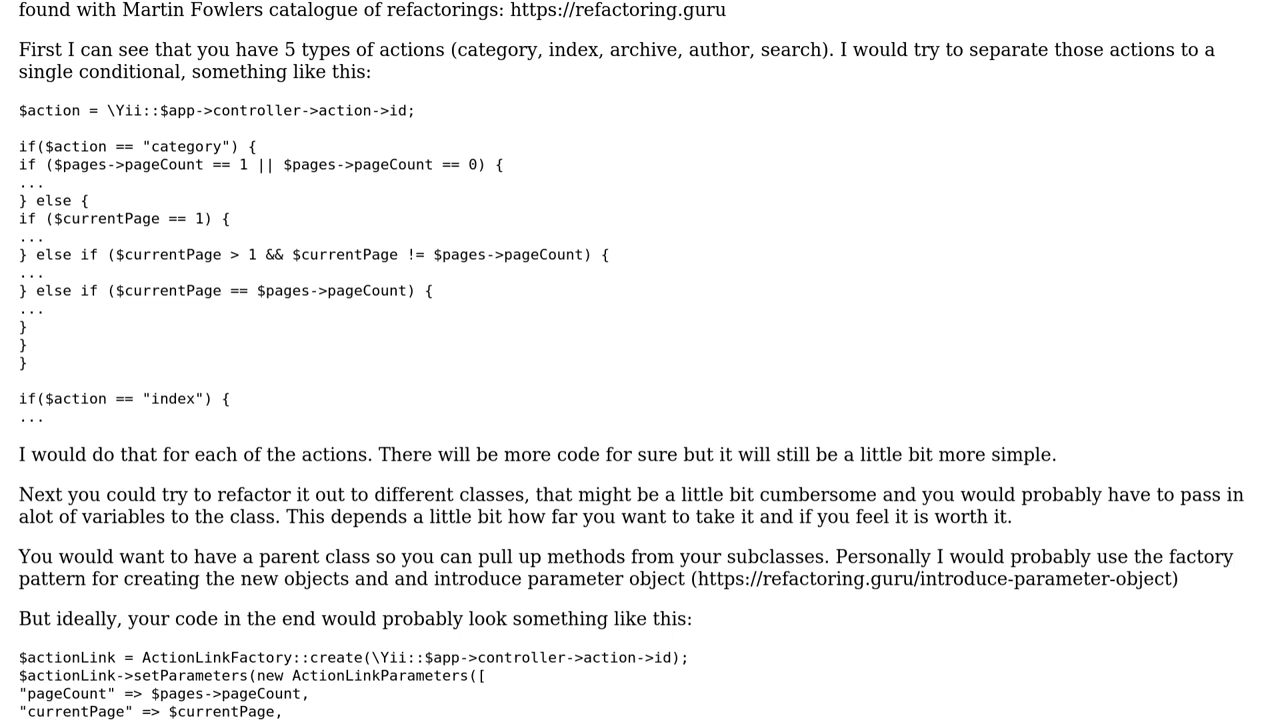 found with Martin Fowlers catalogue of refactorings: https://refactoring.guru
First I can see that you have 5 types of actions (category, index, archive, author, search). I would try to separate those actions to a
single conditional, something like this:
$action = \Yii::$app->controller->action->id;
if($action == "category") {
if ($pages->pageCount == 1 || $pages->pageCount == 0) {
...
} else {
if ($currentPage == 1) {
...
} else if ($currentPage > 1 && $currentPage != $pages->pageCount) {
...
} else if ($currentPage == $pages->pageCount) {
...
}
}
}
if($action == "index") {
...
I would do that for each of the actions. There will be more code for sure but it will still be a little bit more simple.
Next you could try to refactor it out to different classes, that might be a little bit cumbersome and you would probably have to pass in
alot of variables to the class. This depends a little bit how far you want to take it and if you feel it is worth it.
You would want to have a parent class so you can pull up methods from your subclasses. Personally I would probably use the factory
pattern for creating the new objects and and introduce parameter object (https://refactoring.guru/introduce-parameter-object)
But ideally, your code in the end would probably look something like this:
$actionLink = ActionLinkFactory::create(\Yii::$app->controller->action->id);
$actionLink->setParameters(new ActionLinkParameters([
"pageCount" => $pages->pageCount,
"currentPage" => $currentPage,